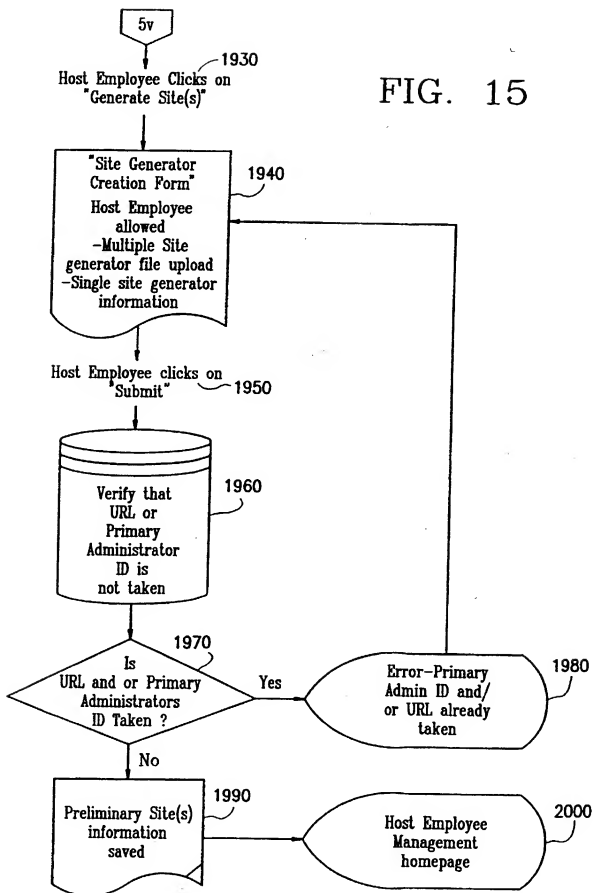 5v
1930
Host Employee Clicks on
"Generate Site(s)"
FIG. 15
"Site Generator
Creation Form"
1940
Host Employee
allowed
-Multiple Site
generator file upload
-Single site generator
information
Host Employee clicks on
"Submit"
1950
Verify that
URL or
Primary
Administrator
ID is
not taken
1960
Is
URL and or Primary
Administrators
ID Taken ?
1970
Yes
Error-Primary
Admin ID and/
or URL already
taken
1980
No
Preliminary Site(s)
information
saved
1990
Host Employee
Management
homepage
2000